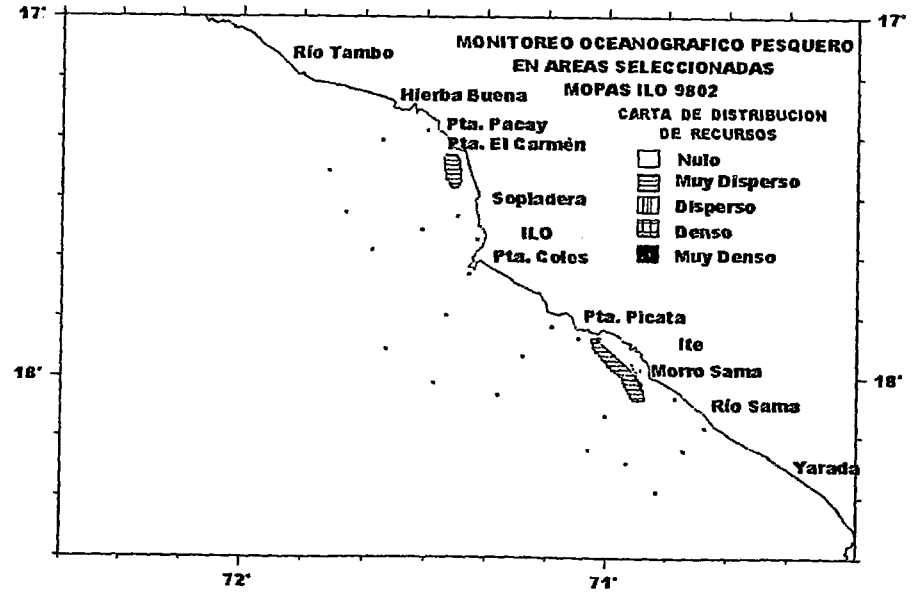 17°
17°
Río Tambo
MONITOREO OCEANOGRAFICO PESQUERO
EN AREAS SELECCIONADAS
MOPAS ILO 9802
Hierba Buena
CARTA DE DISTRIBUCION
DE RECURSOS
Pta. Pacay
Pta. El Carmén
Nulo
Muy Disperso
Sopladera
Disperso
ILO
Denso
Pta. Coles
Muy Denso
Pta. Picata
Ite
18°
Morro Sama
18°
Río Sama
Yarada
72°
71°